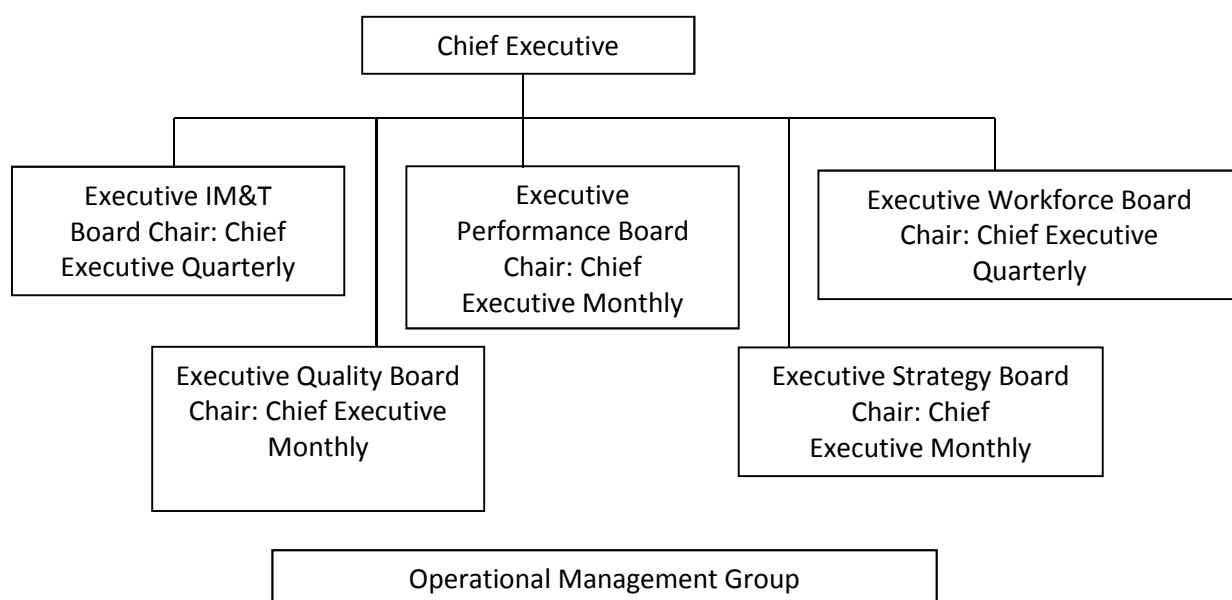 Chief Executive
Executive IM&T
Board Chair: Chief
Executive Quarterly
Executive
Performance Board
Chair: Chief
Executive Monthly
Executive Workforce Board
Chair: Chief Executive
Quarterly
Executive Quality Board
Chair: Chief Executive
Monthly
Executive Strategy Board
Chair: Chief
Executive Monthly
Operational Management Group